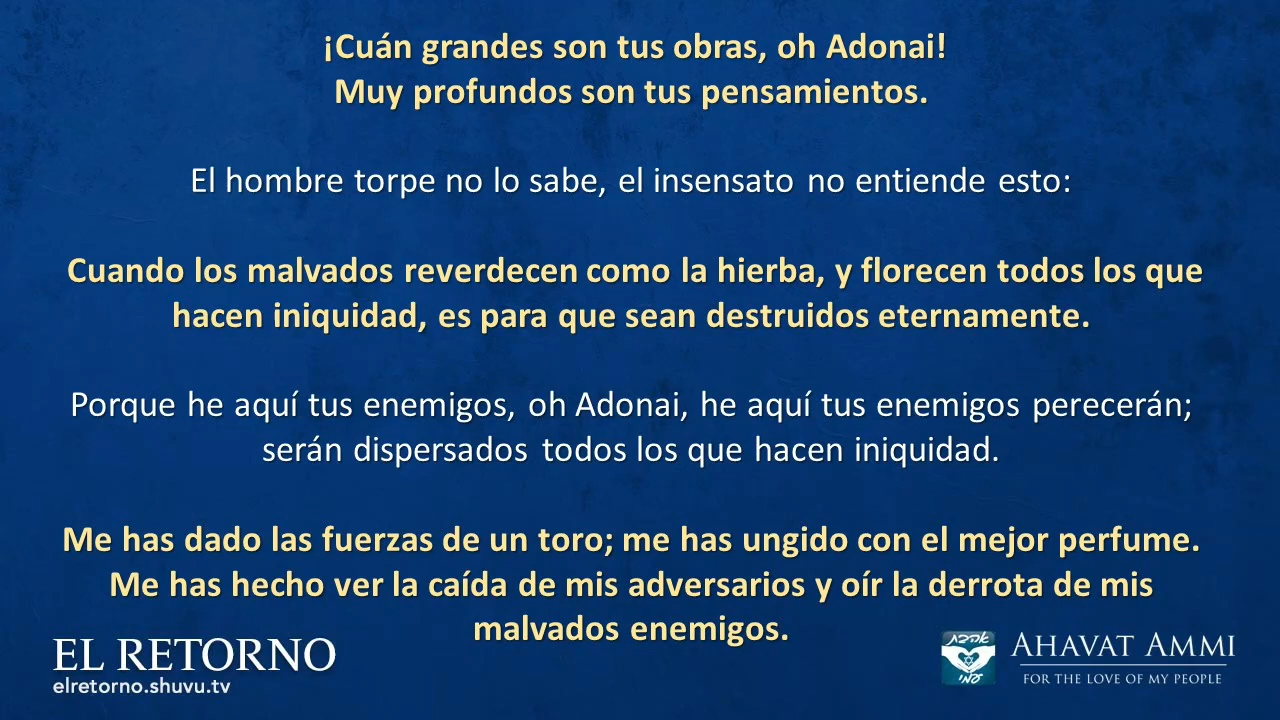 ¡Cuán grandes son tus obras, oh Adonai!
Muy profundos son tus pensamientos.
El hombre torpe no lo sabe, el insensato no entiende esto:
Cuando los malvados reverdecen como la hierba, y florecen todos los que
hacen iniquidad, es para que sean destruidos eternamente.
Porque he aquí tus enemigos, oh Adonai, he aquí tus enemigos perecerán;
serán dispersados todos los que hacen iniquidad.
Me has dado las fuerzas de un toro; me has ungido con el mejor perfume.
Me has hecho ver la caída de mis adversarios y oír la derrota de mis
malvados enemigos.
EL RETORNO
elretorno.shuvu.tv
אהבת
עמי
AHAVAT AMMI
FOR THE LOVE OF MY PEOPLE